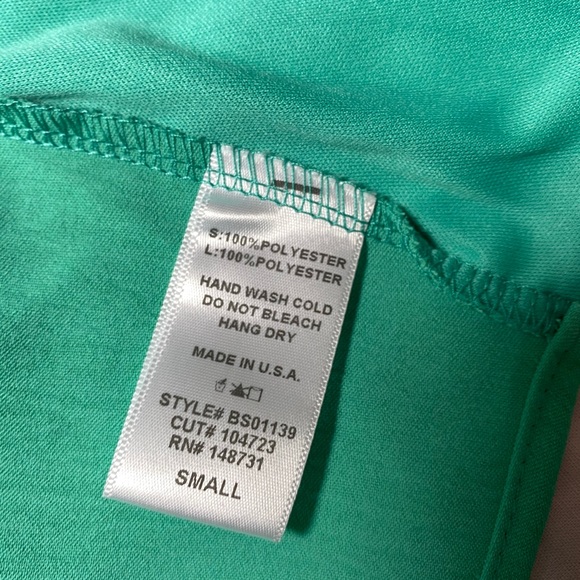 S:100%POLYESTER
L:100%POLYESTER
HAND WASH COLD
DO NOT BLEACH
HANG DRY
MADE IN U.S.A.
STYLE# BS01139
CUT# 104723
RN# 148731
SMALL